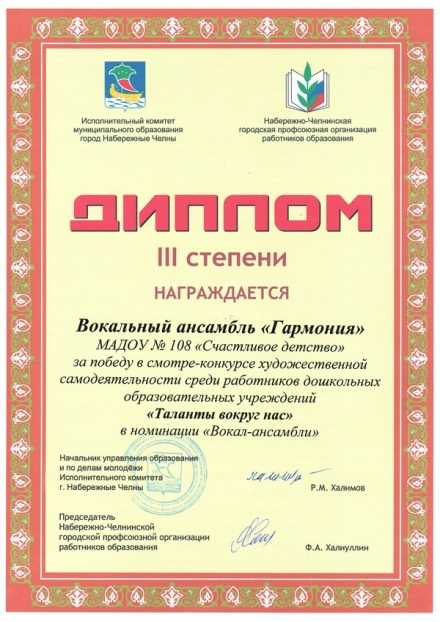 Исполнительный комитет
муниципального образования
город Набережные Челны
Набережно-Челнинская
городская профсоюзная организация
работников образования
ДИПЛОМ
III степени
НАГРАЖДАЕТСЯ
Вокальный ансамбль «Гармония»
МАДОУ № 108 «Счастливое детство»
за победу в смотре-конкурсе художественной
самодеятельности среди работников дошкольных
образовательных учреждений
«Таланты вокруг нас»
в номинации «Вокал-ансамбли»
Начальник управления образования
и по делам молодёжи
Исполнительного комитета
г. Набережные Челны
Р.М. Халимов
Председатель
Набережно-Челнинской
городской профсоюзной организации
работников образования
Ф.А. Халиуллин